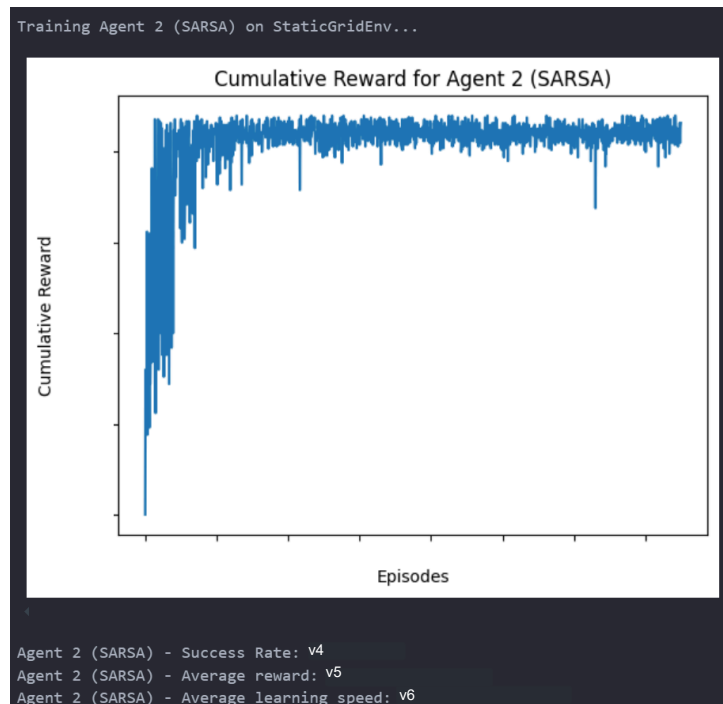 Training Agent 2 (SARSA) on StaticGridEnv...
Cumulative Reward for Agent 2 (SARSA)
Cumulative Reward
Episodes
Agent 2 (SARSA) - Success Rate: v4
Agent 2 (SARSA) - Average reward: v5
Agent 2 (SARSA) - Average learning speed: v6